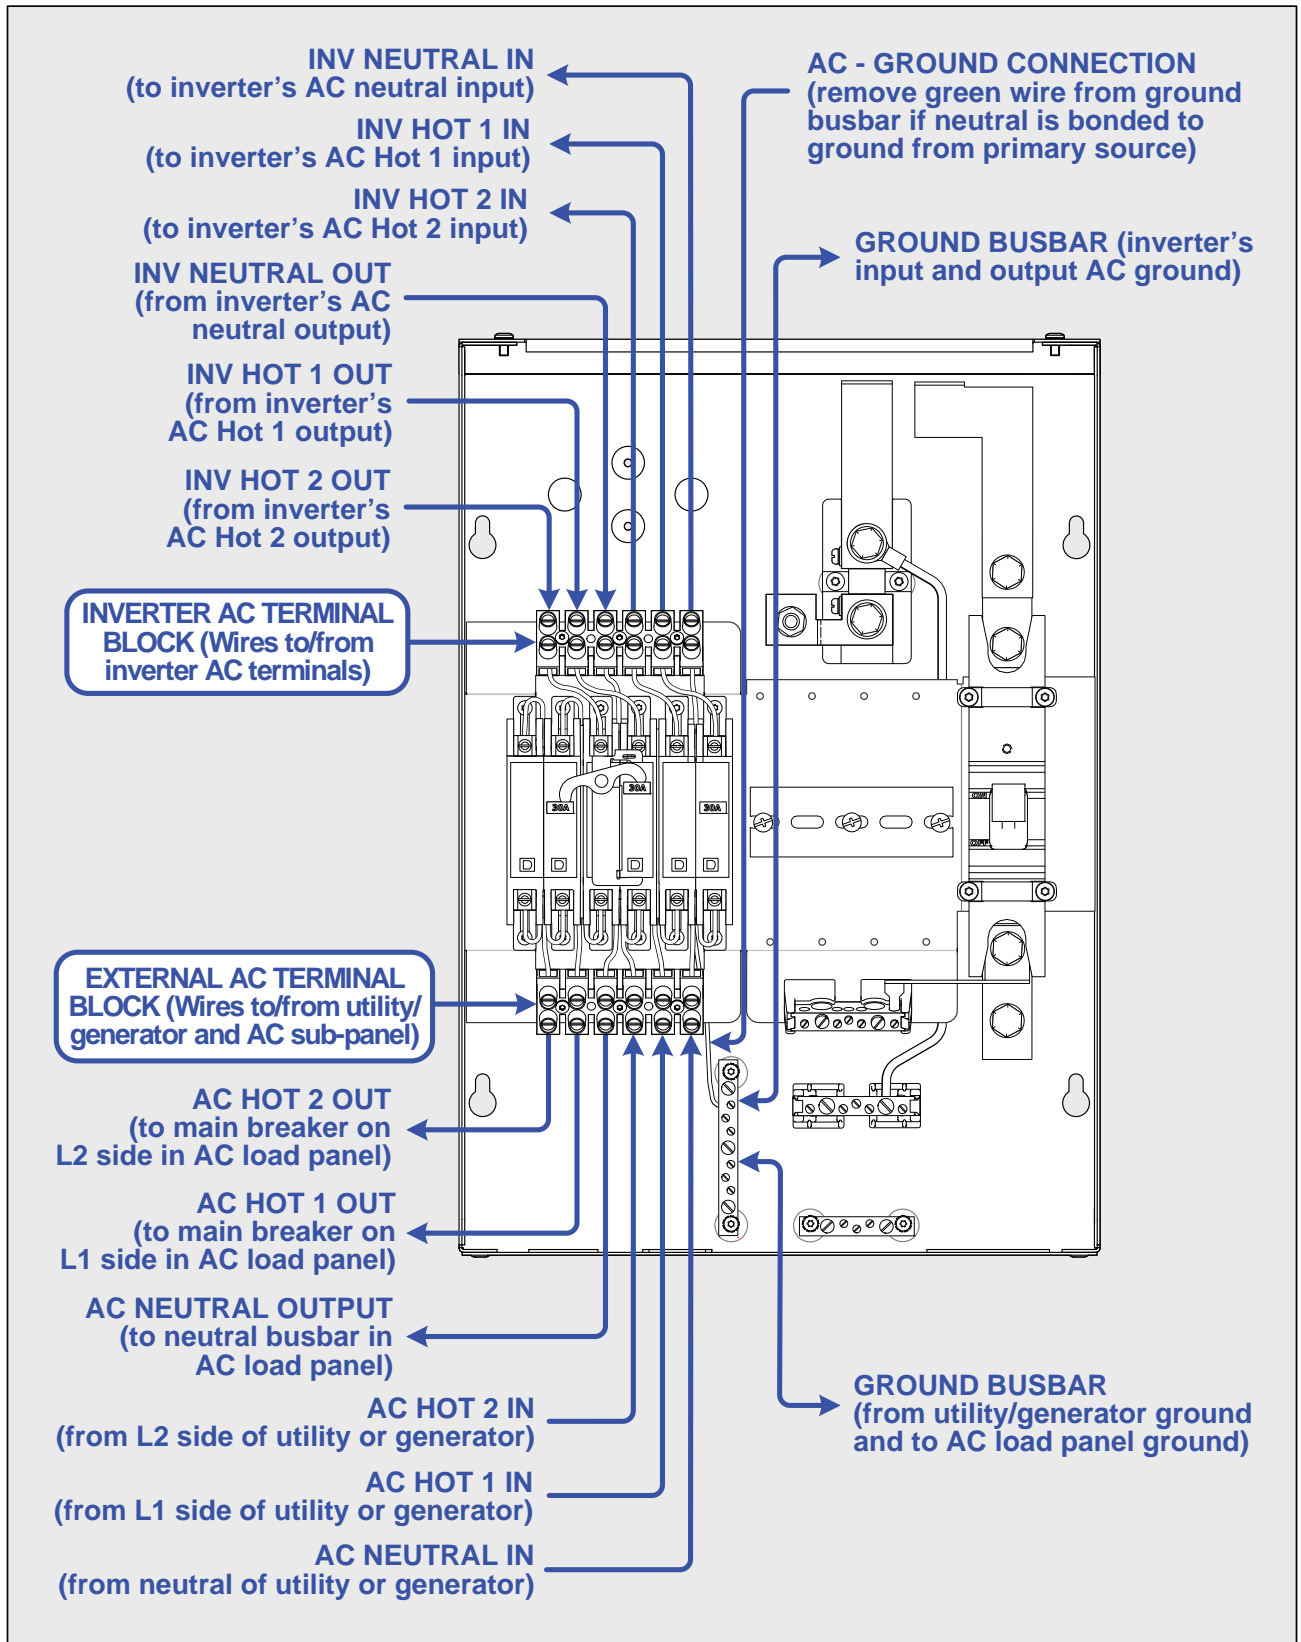 INV NEUTRAL IN
(to inverter’s AC neutral input)
INV HOT 1 IN
(to inverter’s AC Hot 1 input)
INV HOT 2 IN
(to inverter’s AC Hot 2 input)
INV NEUTRAL OUT
(from inverter’s AC
neutral output)
INV HOT 1 OUT
(from inverter’s
AC Hot 1 output)
INV HOT 2 OUT
(from inverter’s
AC Hot 2 output)
INVERTER AC TERMINAL
BLOCK (Wires to/from
inverter AC terminals)
AC - GROUND CONNECTION
(remove green wire from ground
busbar if neutral is bonded to
ground from primary source)
GROUND BUSBAR (inverter’s
input and output AC ground)
30A
30A
30A
D
D
D
D
D
ON
OFF
EXTERNAL AC TERMINAL
BLOCK (Wires to/from utility/
generator and AC sub-panel)
AC HOT 2 OUT
(to main breaker on
L2 side in AC load panel)
AC HOT 1 OUT
(to main breaker on
L1 side in AC load panel)
AC NEUTRAL OUTPUT
(to neutral busbar in
AC load panel)
AC HOT 2 IN
(from L2 side of utility or generator)
AC HOT 1 IN
(from L1 side of utility or generator)
AC NEUTRAL IN
(from neutral of utility or generator)
GROUND BUSBAR
(from utility/generator ground
and to AC load panel ground)